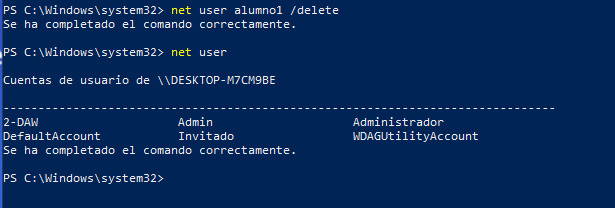 PS C:\Windows\system32> net user alumno1 /delete
Se ha completado el comando correctamente.
PS C:\Windows\system32> net user
Cuentas de usuario de \\DESKTOP-M7CM9BE
-------------------------------------------------------------------------------
2-DAW                    Admin                    Administrador
DefaultAccount           Invitado                 WDAGUtilityAccount
Se ha completado el comando correctamente.
PS C:\Windows\system32>